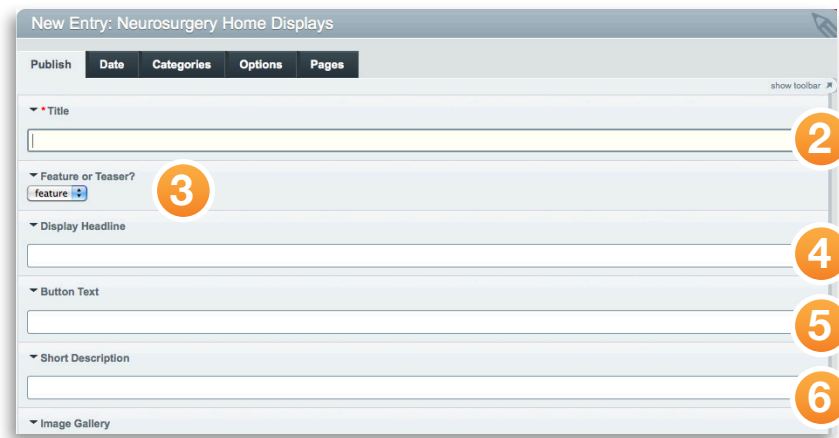 New Entry: Neurosurgery Home Displays
Publish Date Categories Options Pages
show toolbar
* Title
2
Feature or Teaser?
feature
3
Display Headline
4
Button Text
5
Short Description
6
Image Gallery